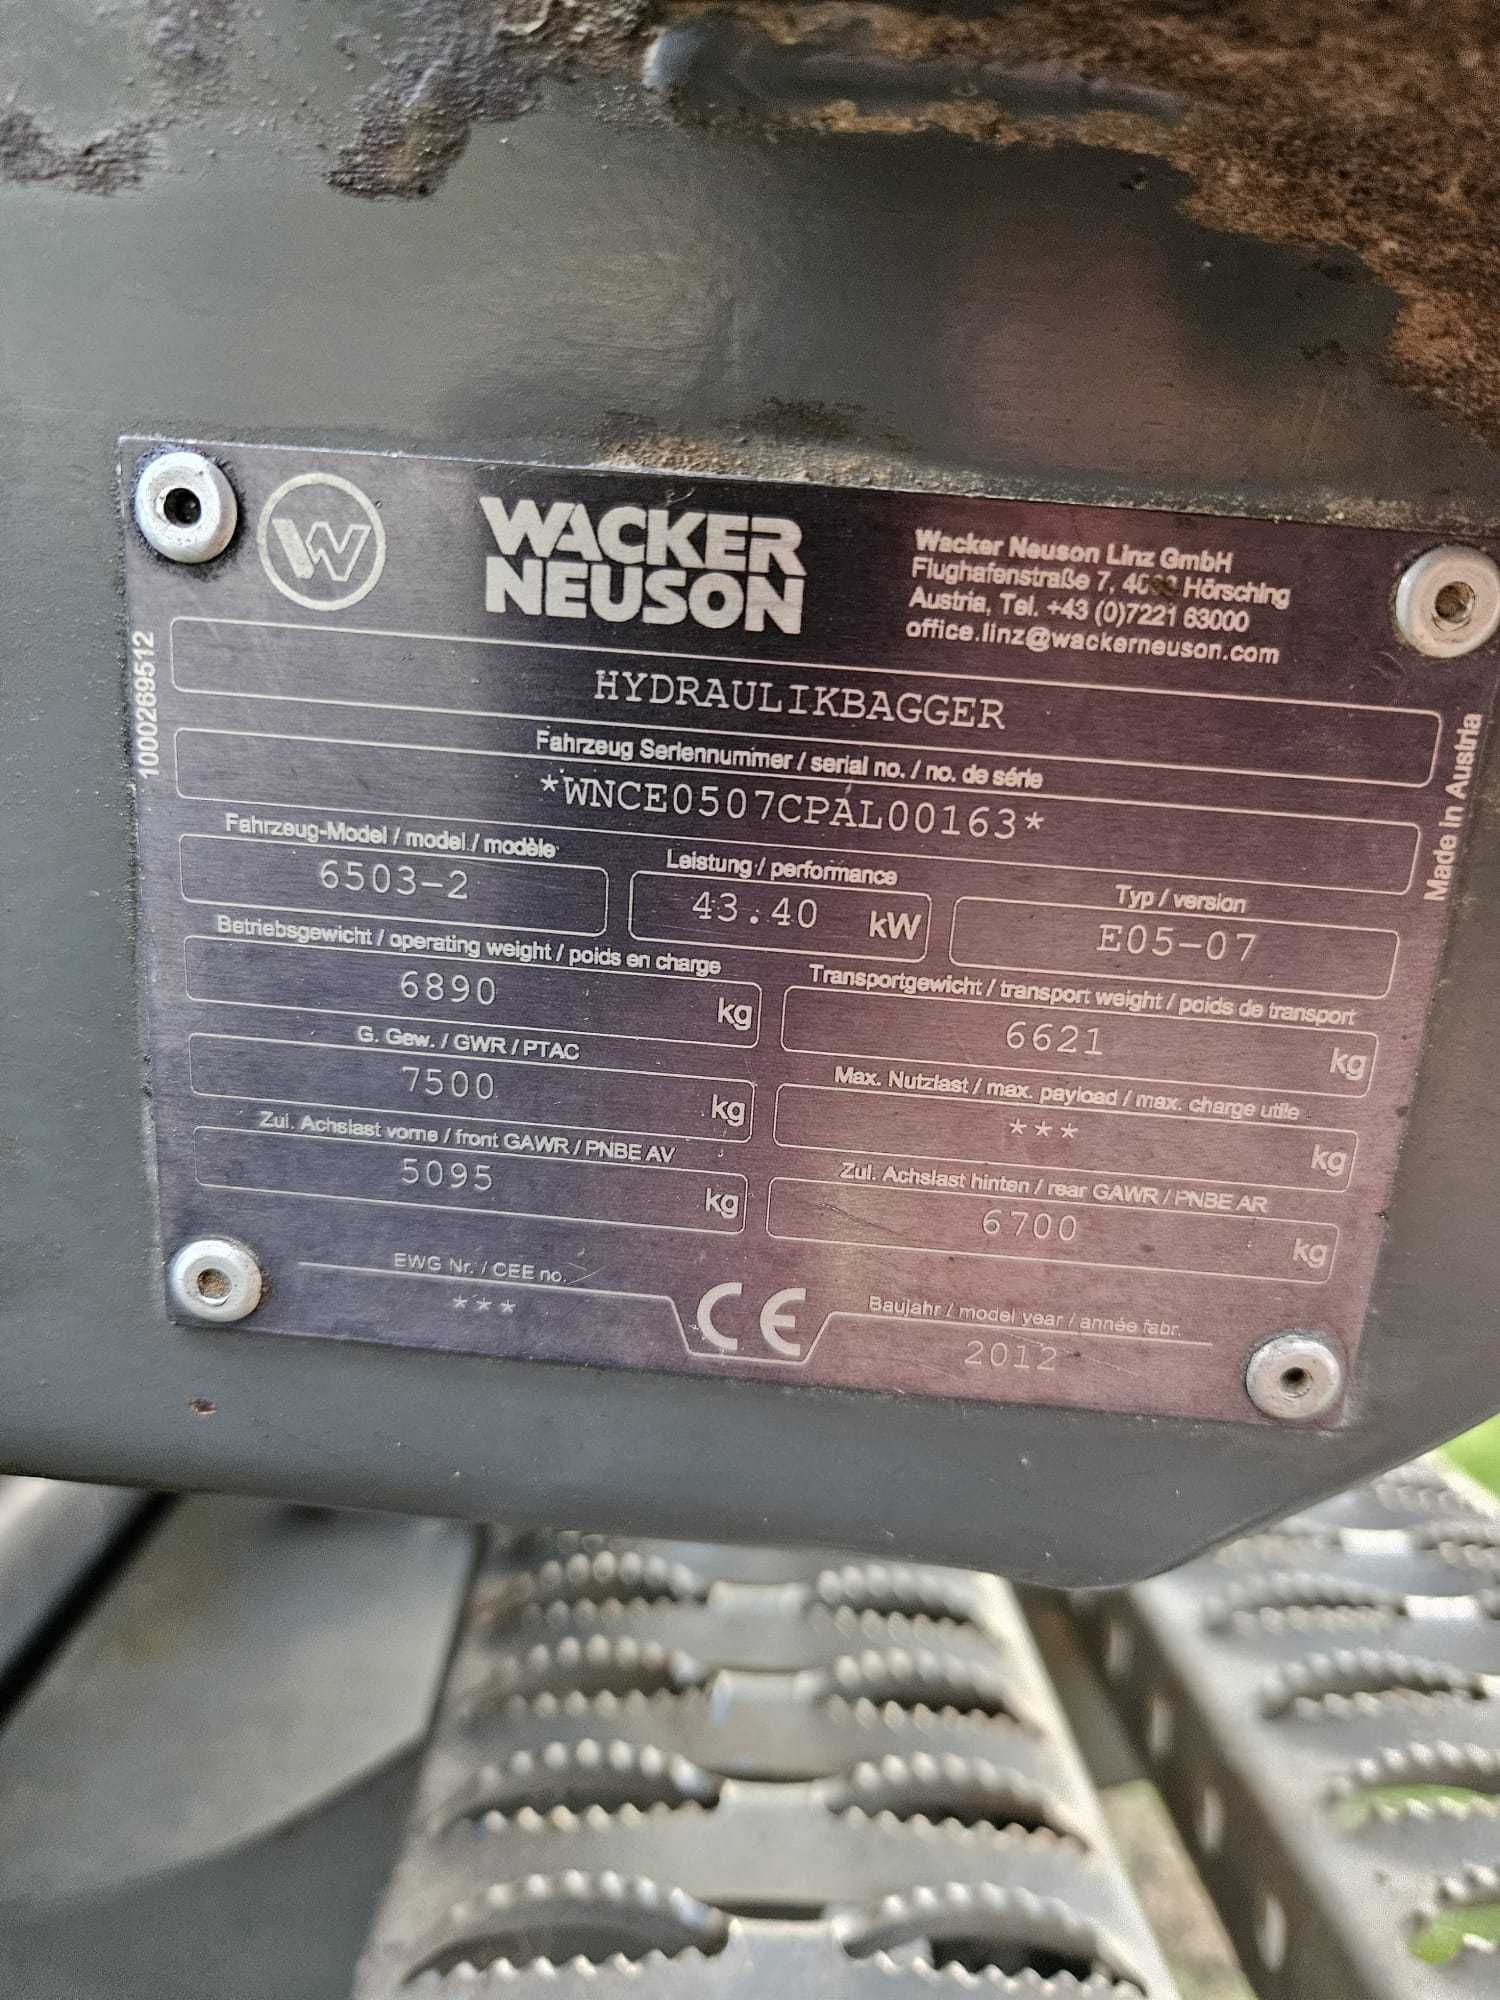 W
WACKER
NEUSON
Wacker Neuson Linz GmbH
Flughafenstraße 7, Hörsching
Austria, Tel. +43 (0)7221 63000
office.linz@wackerneuson.com
1000269512
HYDRAULIKBAGGER
Fahrzeug Seriennummer / serial no. / no. de série
*WNCE0507CPAL00163*
Made in Austria
Fahrzeug-Model / model / modèle
6503-2
Leistung / performance
43.40 kW
Typ / version
E05-07
Betriebsgewicht / operating weight / poids en charge
6890 kg
Transportgewicht / transport weight / poids de transport
6621 kg
G. Gew. / GWR / PTAC
7500 kg
Max. Nutzlast / max. payload / max. charge utile
*** kg
Zul. Achslast vorne / front GAWR / PNBE AV
5095 kg
Zul. Achslast hinten / rear GAWR / PNBE AR
6700 kg
EWG Nr. / CEE no.
***
CE
Baujahr / model year / année fabr.
2012